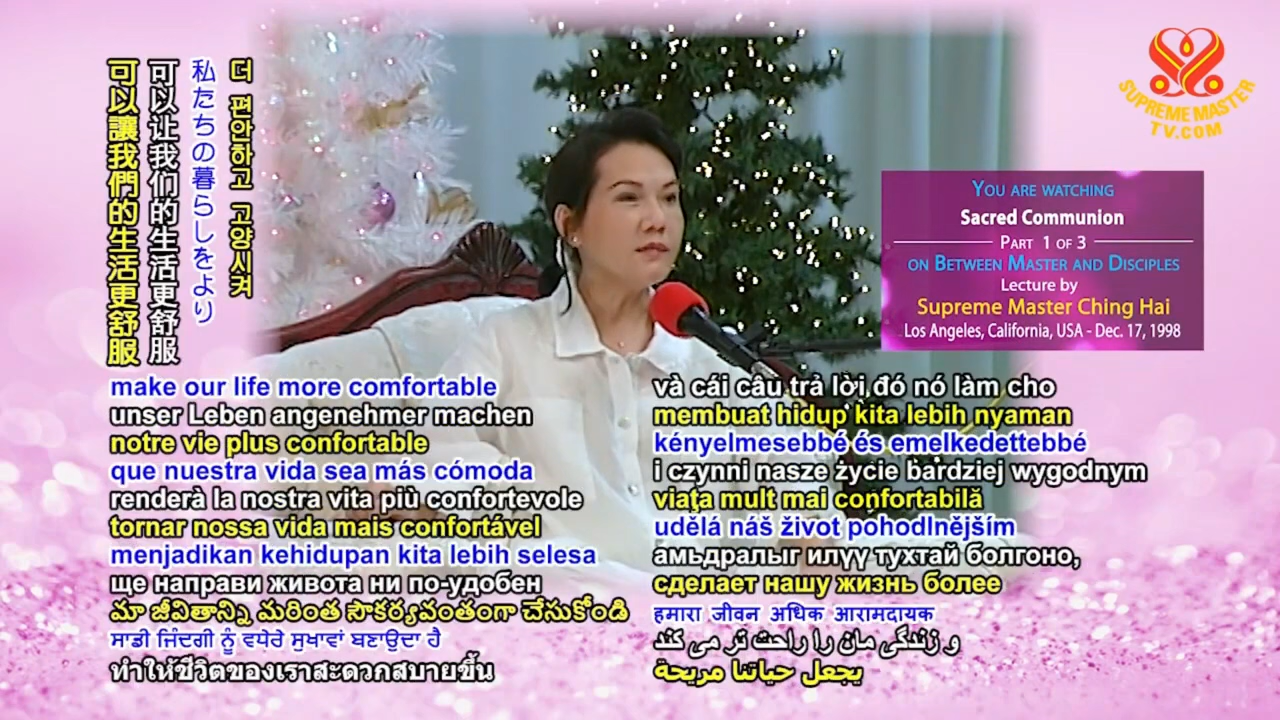 可以讓我們的生活更舒服
可以让我们的生活更舒服
私たちの暮らしをより
더 편안하고 고양시켜
SUPREME MASTER
TV.COM
YOU ARE WATCHING
Sacred Communion
PART 1 OF 3
ON BETWEEN MASTER AND DISCIPLES
Lecture by
Supreme Master Ching Hai
Los Angeles, California, USA - Dec. 17, 1998
make our life more comfortable
unser Leben angenehmer machen
notre vie plus confortable
que nuestra vida sea más cómoda
renderà la nostra vita più confortevole
tornar nossa vida mais confortável
menjadikan kehidupan kita lebih selesa
ще направи живота ни по-удобен
మా జీవితాన్ని మరింత సౌకర్యవంతంగా చేసుకోండి
ਸਾਡੀ ਜਿੰਦਗੀ ਨੂੰ ਵਧੇਰੇ ਸੁਖਾਵਾਂ ਬਣਾਉਦਾ ਹੈ
ทำให้ชีวิตของเราสะดวกสบายขึ้น
và cái câu trả lời đó nó làm cho
membuat hidup kita lebih nyaman
kényelmesebbé és emelkedettebbé
i czynni nasze życie bardziej wygodnym
viaţa mult mai confortabilă
udělá náš život pohodlnějším
амьдралыг илүү тухтай болгоно,
сделает нашу жизнь более
हमारा जीवन अधिक आरामदायक
و زندگی مان را راحت تر می کند
يجعل حياتنا مريحة